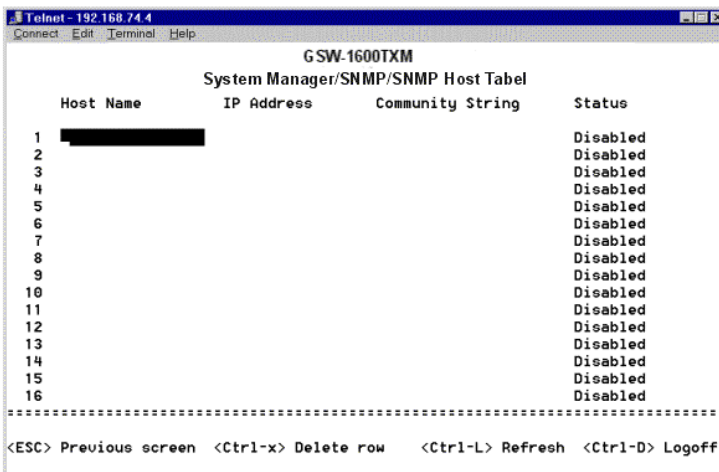 Telnet - 192.168.74.4
Connect Edit Terminal Help
GSW-1600TXM
System Manager/SNMP/SNMP Host Tabel
Host Name IP Address Community String Status
1 Disabled
2 Disabled
3 Disabled
4 Disabled
5 Disabled
6 Disabled
7 Disabled
8 Disabled
9 Disabled
10 Disabled
11 Disabled
12 Disabled
13 Disabled
14 Disabled
15 Disabled
16 Disabled
<ESC> Previous screen <Ctrl-x> Delete row <Ctrl-L> Refresh <Ctrl-D> Logoff